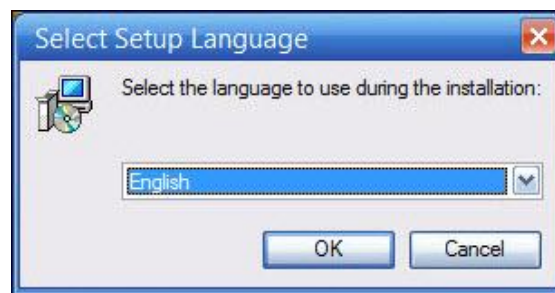 Select Setup Language
Select the language to use during the installation:
English
OK
Cancel